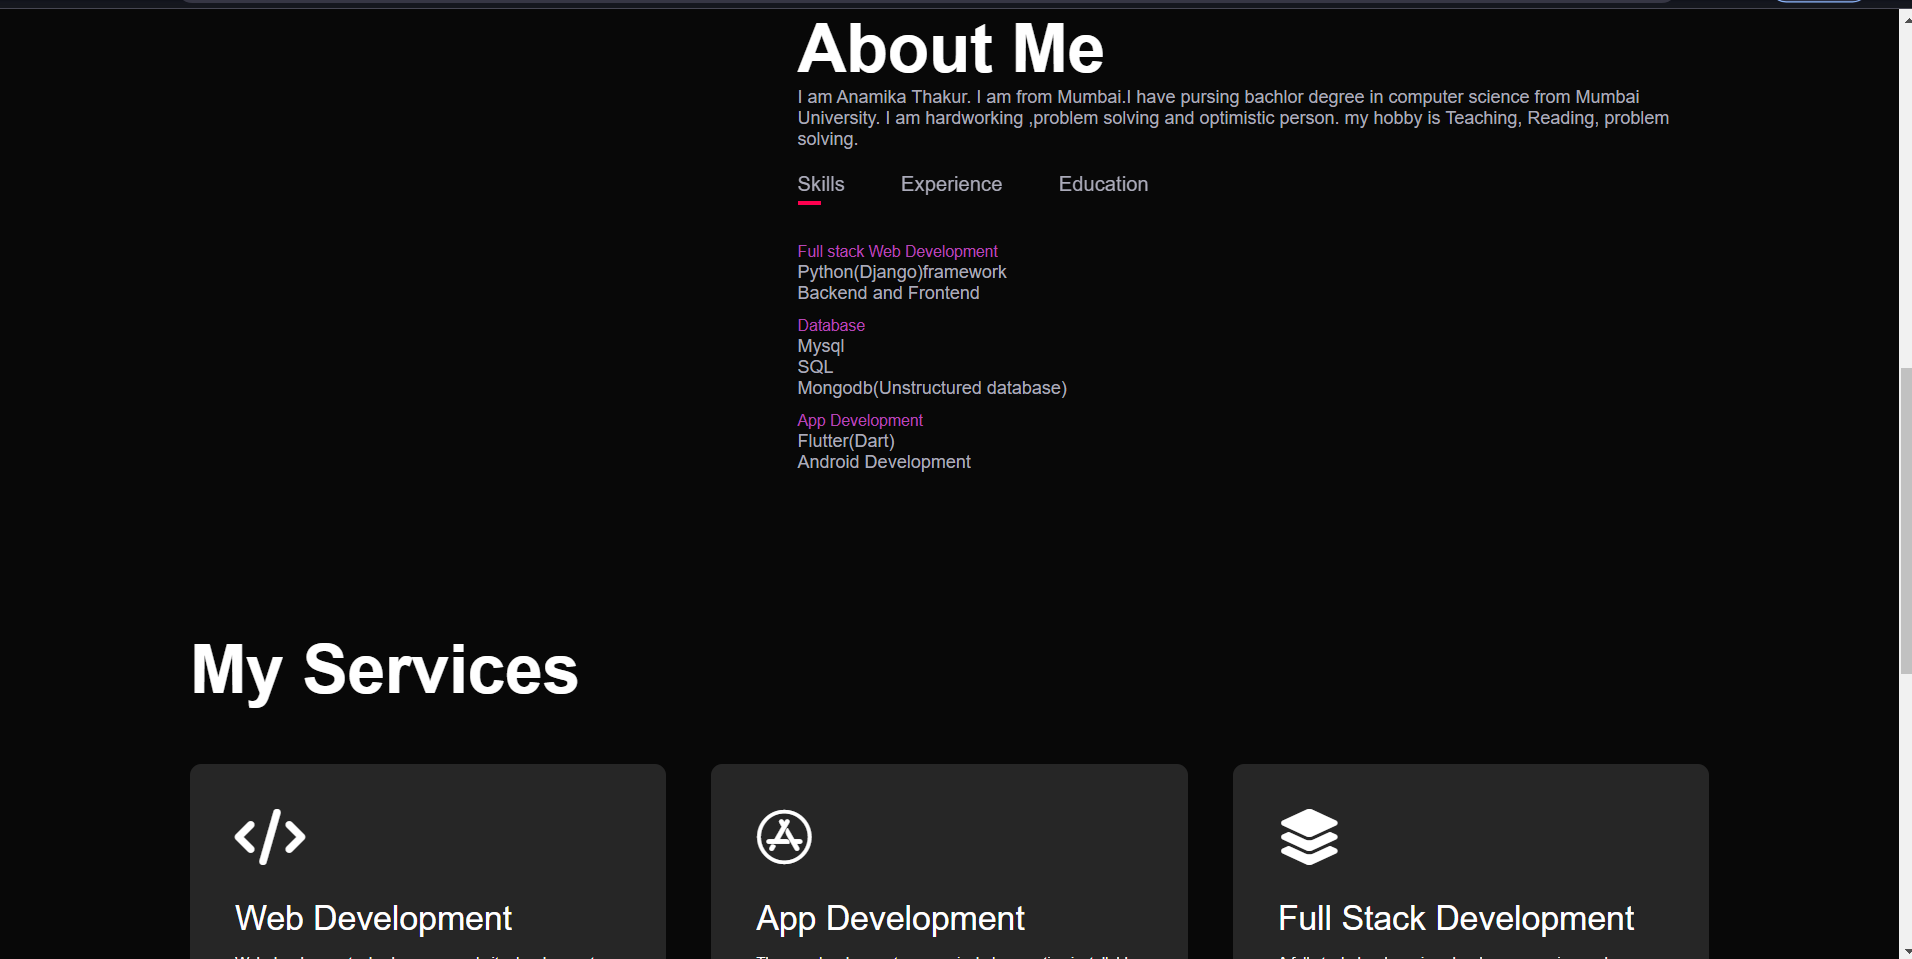 About Me
I am Anamika Thakur. I am from Mumbai.I have pursing bachlor degree in computer science from Mumbai
University. I am hardworking ,problem solving and optimistic person. my hobby is Teaching, Reading, problem
solving.
Skills Experience Education
Full stack Web Development
Python(Django)framework
Backend and Frontend
Database
Mysql
SQL
Mongodb(Unstructured database)
App Development
Flutter(Dart)
Android Development
My Services
Web Development
App Development
Full Stack Development